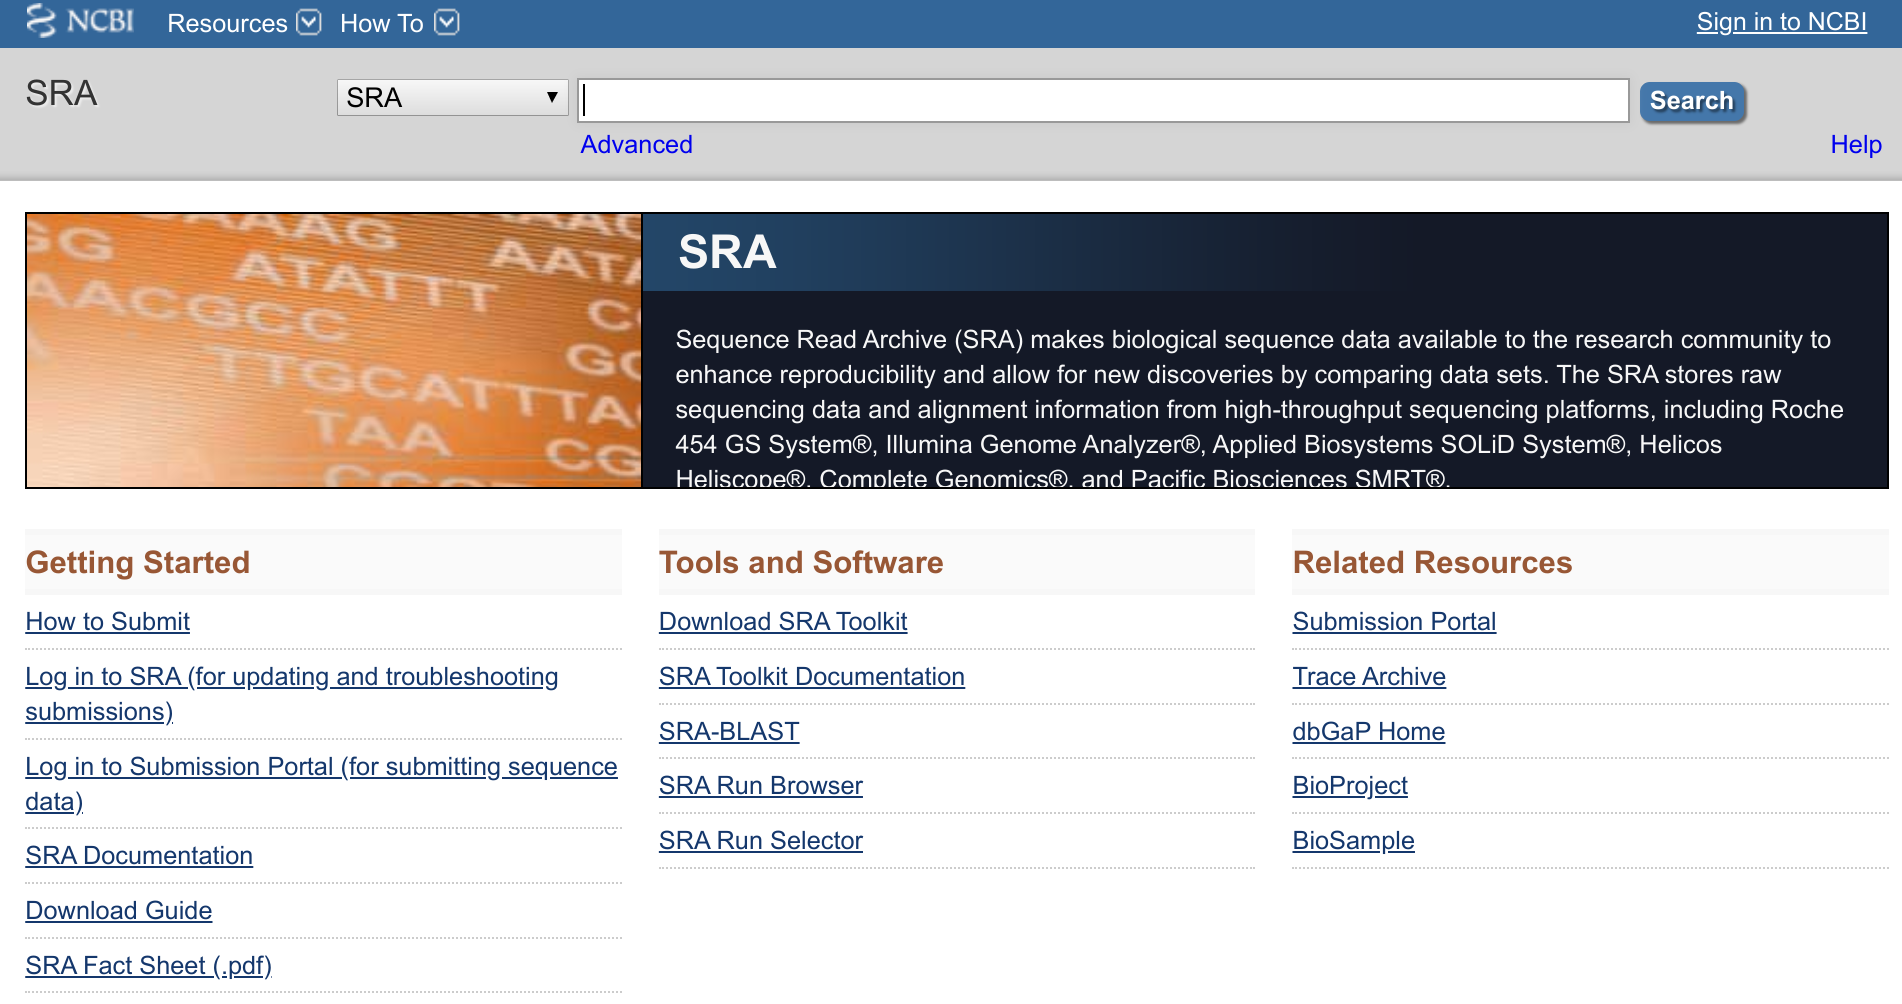 NCBI Resources How To Sign in to NCBI
SRA SRA Search
Advanced Help
AAAG
GG
ATATTT
AACGCC
TTGCATTTA
TAA
SRA
Sequence Read Archive (SRA) makes biological sequence data available to the research community to
enhance reproducibility and allow for new discoveries by comparing data sets. The SRA stores raw
sequencing data and alignment information from high-throughput sequencing platforms, including Roche
454 GS System®, Illumina Genome Analyzer®, Applied Biosystems SOLiD System®, Helicos
Heliscope®, Complete Genomics®, and Pacific Biosciences SMRT®.
Getting Started
How to Submit
Log in to SRA (for updating and troubleshooting
submissions)
Log in to Submission Portal (for submitting sequence
data)
SRA Documentation
Download Guide
SRA Fact Sheet (.pdf)
Tools and Software
Download SRA Toolkit
SRA Toolkit Documentation
SRA-BLAST
SRA Run Browser
SRA Run Selector
Related Resources
Submission Portal
Trace Archive
dbGaP Home
BioProject
BioSample